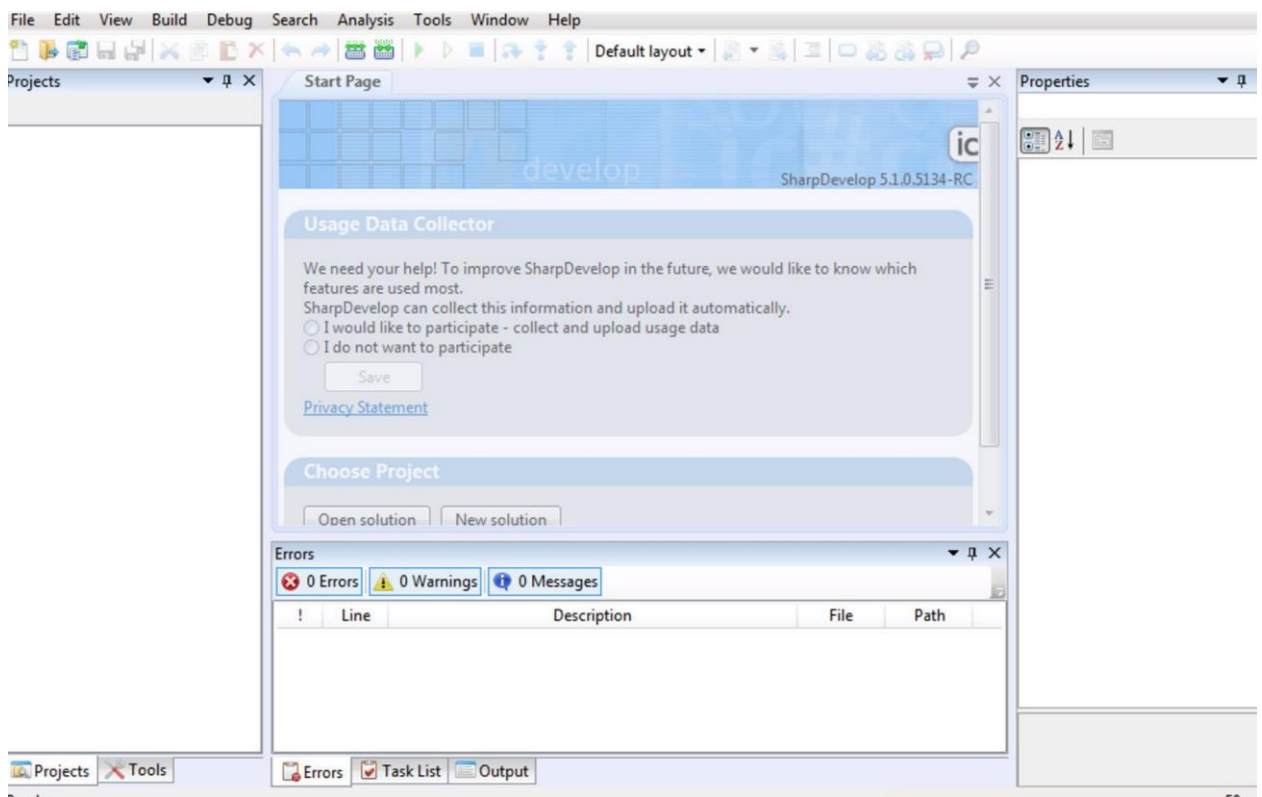 File Edit View Build Debug Search Analysis Tools Window Help
Default layout
Projects
Start Page
Properties
develop
ic
SharpDevelop 5.1.0.5134-RC
Usage Data Collector
We need your help! To improve SharpDevelop in the future, we would like to know which
features are used most.
SharpDevelop can collect this information and upload it automatically.
I would like to participate - collect and upload usage data
I do not want to participate
Save
Privacy Statement
Choose Project
Open solution New solution
Errors
0 Errors 0 Warnings 0 Messages
! Line Description File Path
Projects Tools
Errors Task List Output